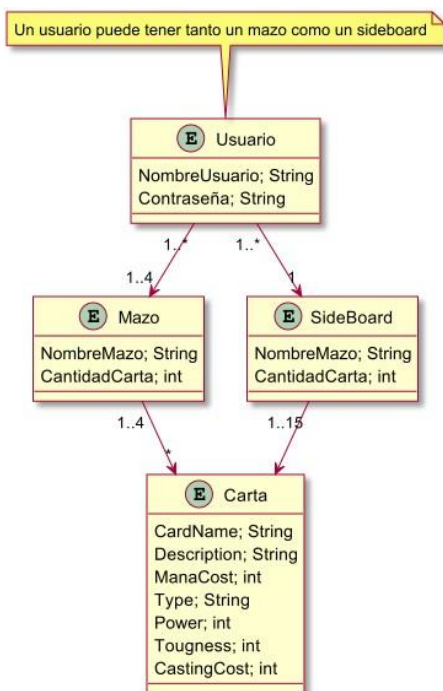 Un usuario puede tener tanto un mazo como un sideboard
E Usuario
NombreUsuario; String
Contraseña; String
1..* 1..*
1..4 1
E Mazo
NombreMazo; String
CantidadCarta; int
E SideBoard
NombreMazo; String
CantidadCarta; int
1..4 1..15
*
E Carta
CardName; String
Description; String
ManaCost; int
Type; String
Power; int
Tougness; int
CastingCost; int